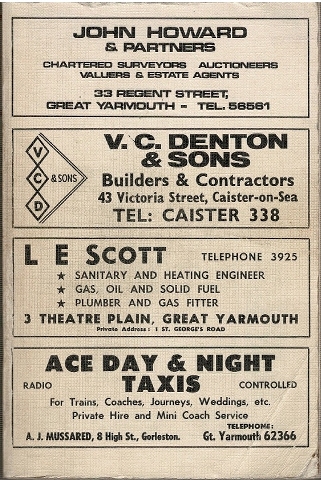 JOHN HOWARD
& PARTNERS
CHARTERED SURVEYORS AUCTIONEERS
VALUERS & ESTATE AGENTS
33 REGENT STREET,
GREAT YARMOUTH - TEL. 56561
V
C
D
& SONS
V. C. DENTON
& SONS
Builders & Contractors
43 Victoria Street, Caister-on-Sea
TEL: CAISTER 338
L E SCOTT TELEPHONE 3925
★ SANITARY AND HEATING ENGINEER
★ GAS, OIL AND SOLID FUEL
★ PLUMBER AND GAS FITTER
3 THEATRE PLAIN, GREAT YARMOUTH
Private Address: 1 ST. GEORGE'S ROAD
ACE DAY & NIGHT
RADIO TAXIS CONTROLLED
For Trains, Coaches, Journeys, Weddings, etc.
Private Hire and Mini Coach Service
TELEPHONE:
A. J. MUSSARED, 8 High St., Gorleston. Gt. Yarmouth 62366